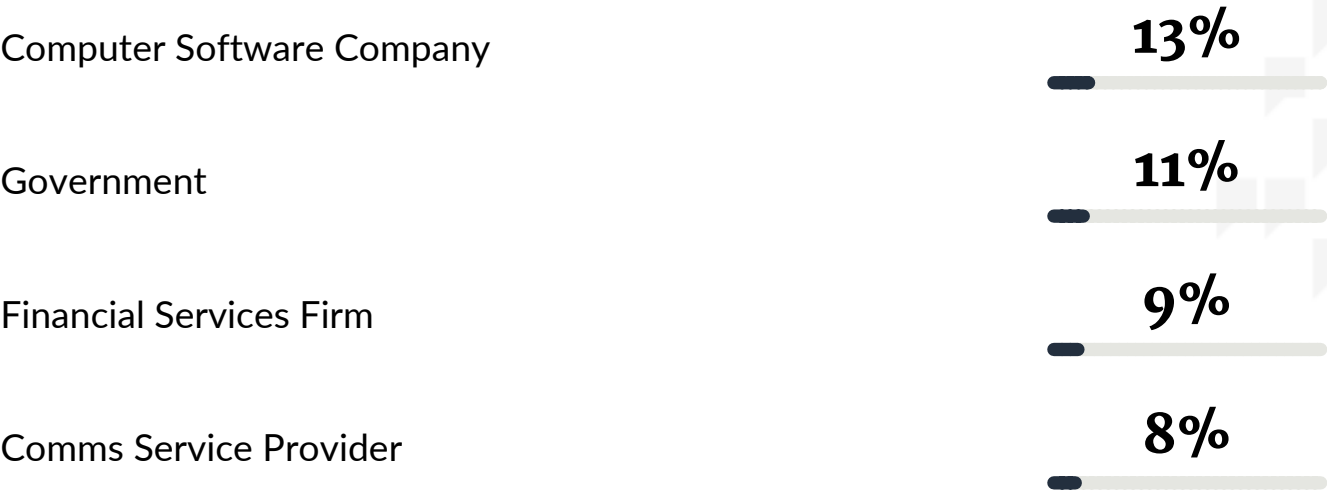 Computer Software Company 13%
Government 11%
Financial Services Firm 9%
Comms Service Provider 8%